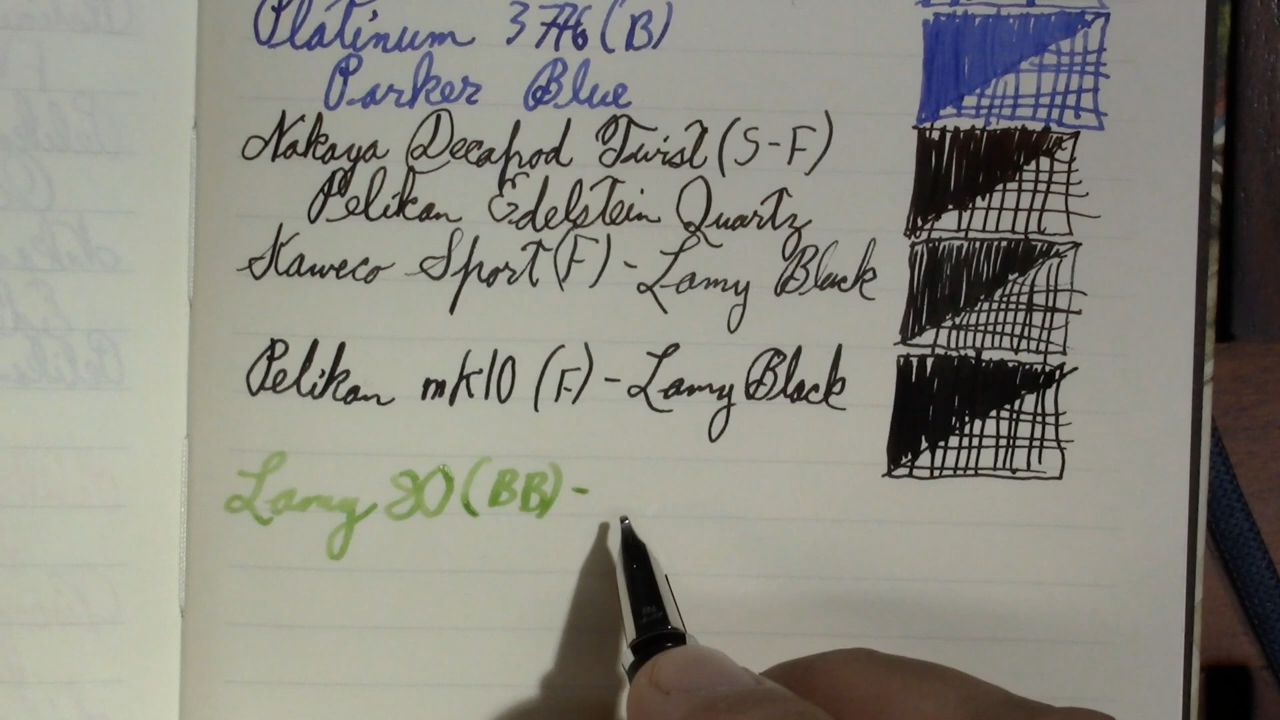 Platinum 3776 (B)
Parker Blue
Nakaya Decapod Twist (S-F)
Pelikan Edelstein Quartz
Kaweco Sport (F) - Lamy Black
Pelikan mK10 (F) - Lamy Black
Lamy 80 (BB) -